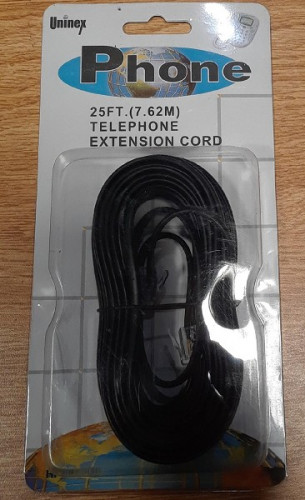 Uninex
Phone
25FT.(7.62M)
TELEPHONE
EXTENSION CORD